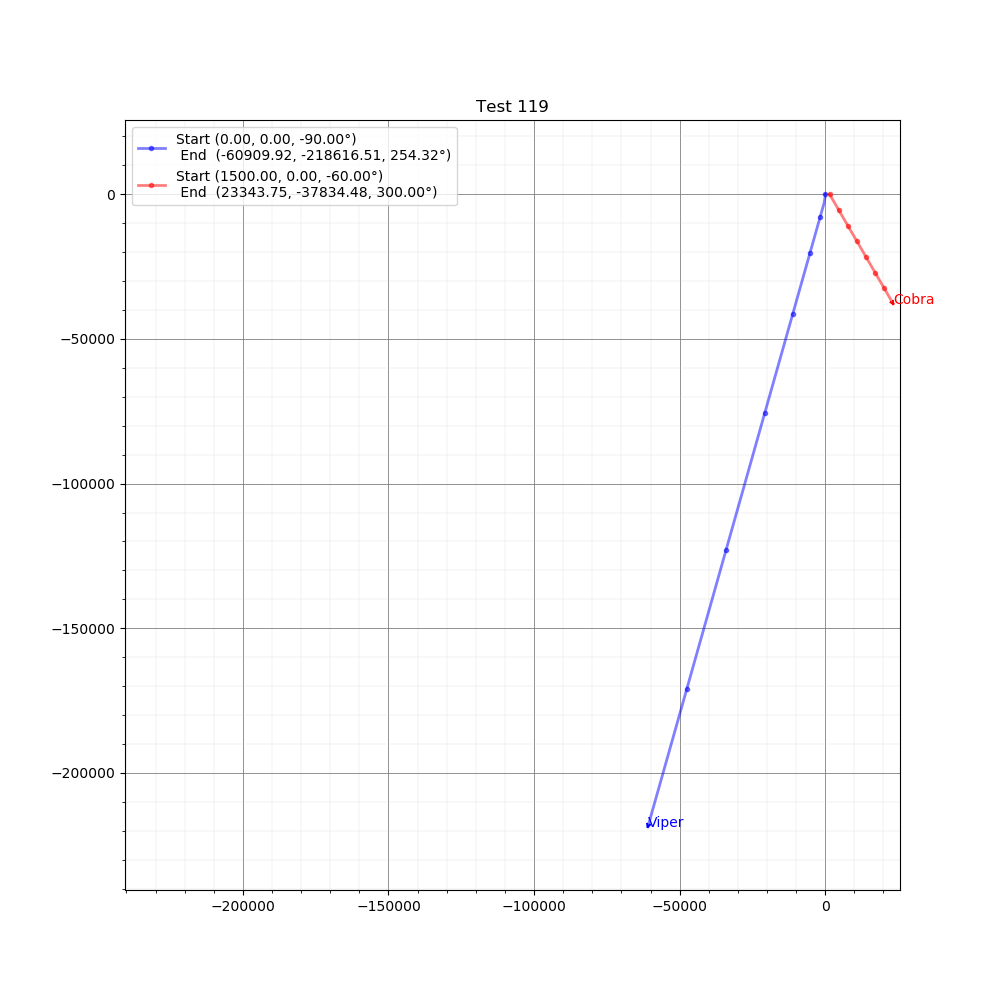 Test 119
Start (0.00, 0.00, -90.00°)
End (-60909.92, -218616.51, 254.32°)
Start (1500.00, 0.00, -60.00°)
End (23343.75, -37834.48, 300.00°)
0
Cobra
−50000
−100000
−150000
−200000
Viper
−200000 −150000 −100000 −50000 0